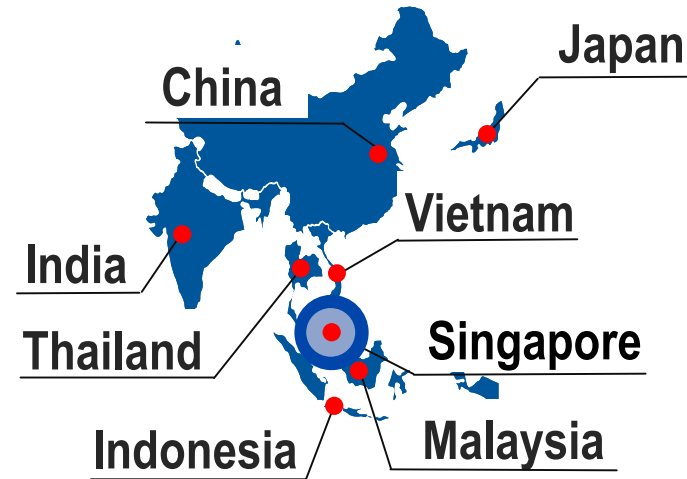 Japan
China
Vietnam
India
Thailand
Singapore
Indonesia
Malaysia